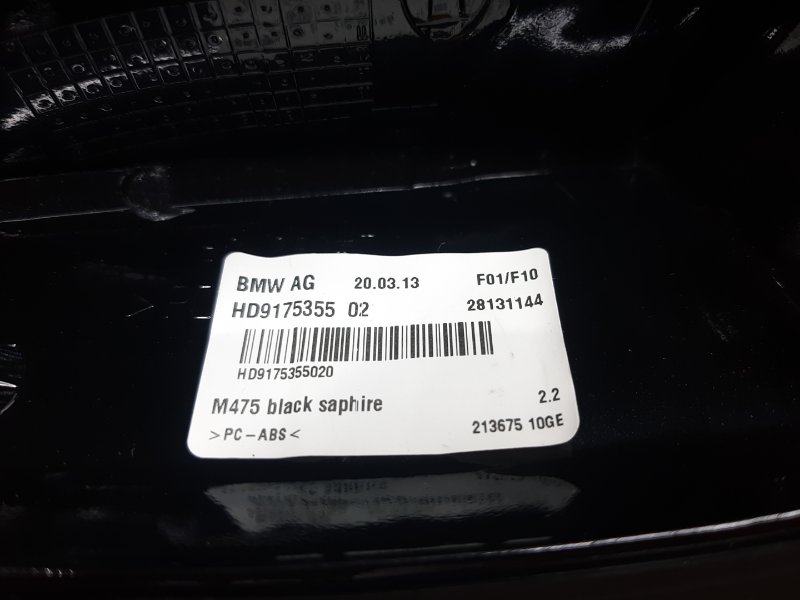 BMW AG 20.03.13 F01/F10
HD9175355 02 28131144
HD9175355020
M475 black saphire 2.2
>PC-ABS< 213675 10GE